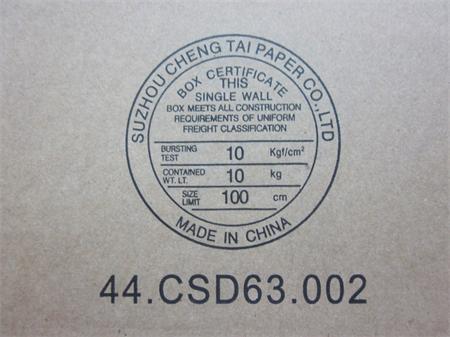 SUZHOU CHENG TAI PAPER CO.,LTD
BOX CERTIFICATE
THIS
SINGLE WALL
BOX MEETS ALL CONSTRUCTION
REQUIREMENTS OF UNIFORM
FREIGHT CLASSIFICATION
BURSTING TEST 10 Kgf/cm²
CONTAINED WT. LT. 10 kg
SIZE LIMIT 100 cm
MADE IN CHINA
44.CSD63.002